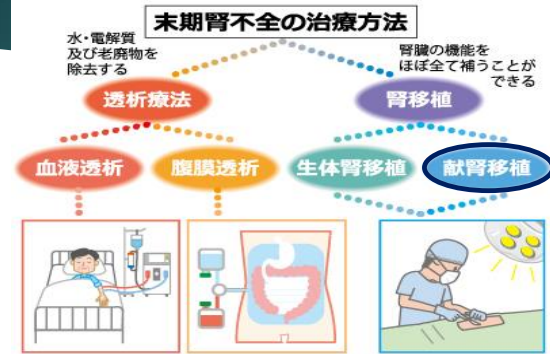 末期腎不全の治療方法
水・電解質
及び老廃物を
除去する
腎臓の機能を
ほぼ全て補うことが
できる
透析療法
腎移植
血液透析
腹膜透析
生体腎移植
献腎移植